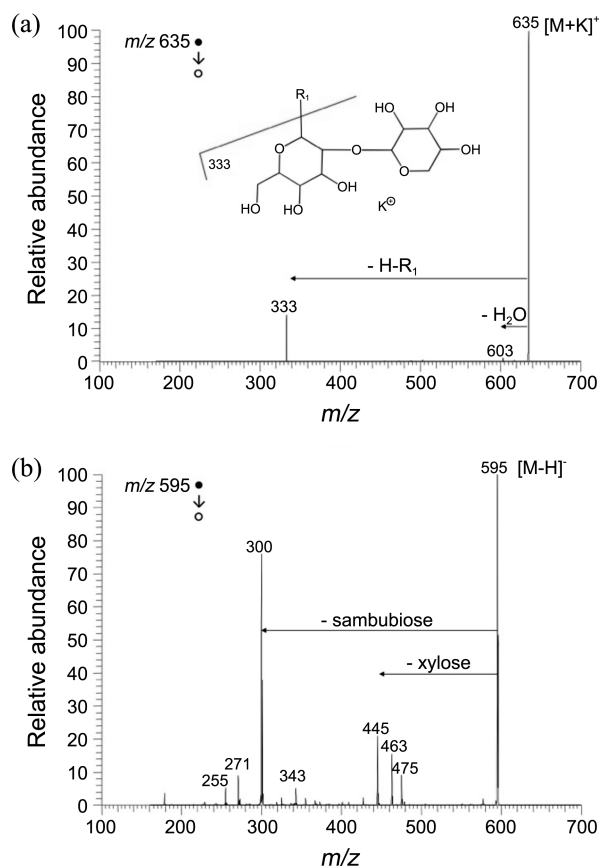 (a)
m/z 635
635 [M+K]⁺
R₁
HO OH
O
O
OH
333
O
OH
HO
HO
K⊕
- H-R₁
333
- H₂O
603
Relative abundance
100
90
80
70
60
50
40
30
20
10
0
100 200 300 400 500 600 700
m/z
(b)
m/z 595
595 [M-H]⁻
300
- sambubiose
- xylose
445
463
475
271
255
343
Relative abundance
100
90
80
70
60
50
40
30
20
10
0
100 200 300 400 500 600 700
m/z